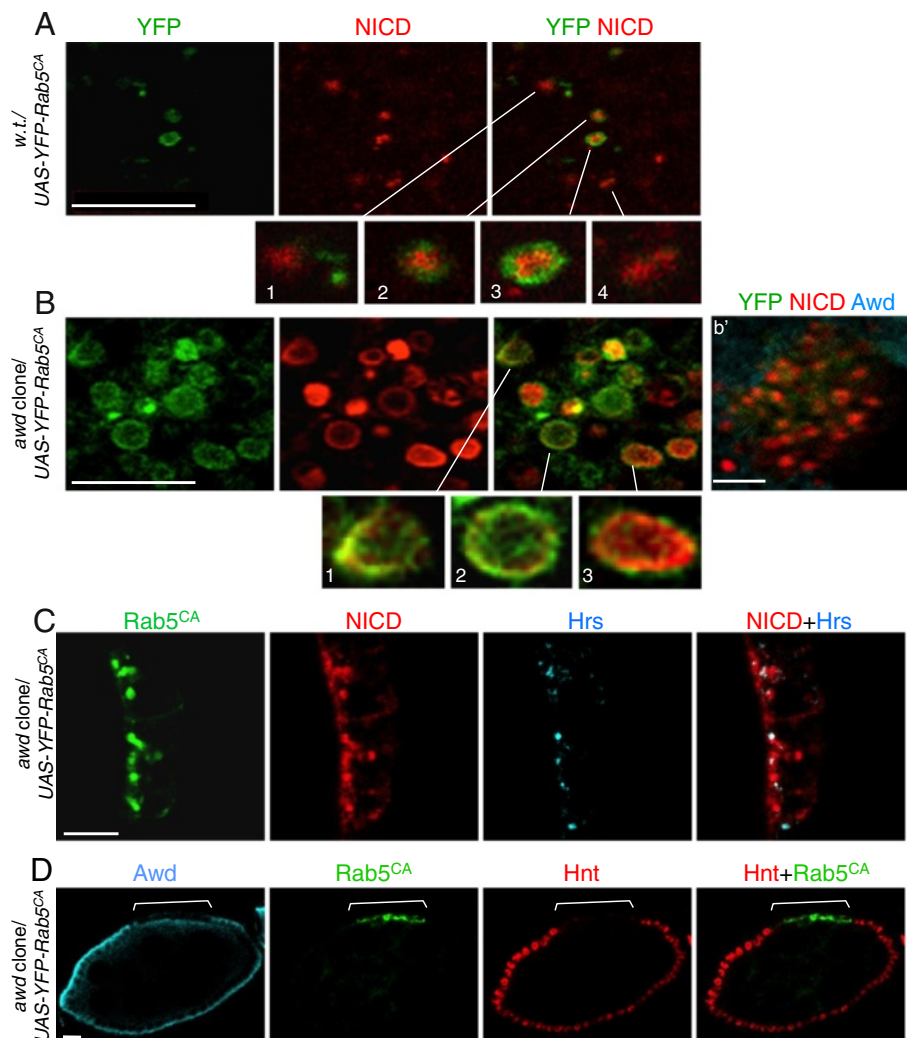 A
YFP NICD YFP NICD
w.t./
UAS-YFP-Rab5CA
1 2 3 4
B
YFP NICD Awd
awd clone/
UAS-YFP-Rab5CA
b'
1 2 3
C
Rab5CA NICD Hrs NICD+Hrs
awd clone/
UAS-YFP-Rab5CA
D
Awd Rab5CA Hnt Hnt+Rab5CA
awd clone/
UAS-YFP-Rab5CA